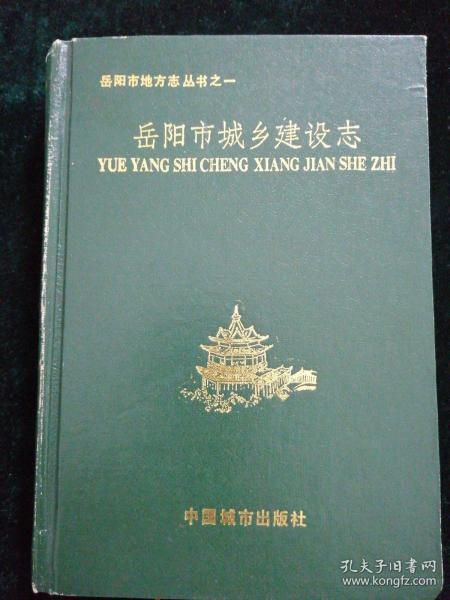 岳阳市地方志丛书之一
岳阳市城乡建设志
YUE YANG SHI CHENG XIANG JIAN SHE ZHI
中国城市出版社
孔夫子旧书网
www.kongfz.com